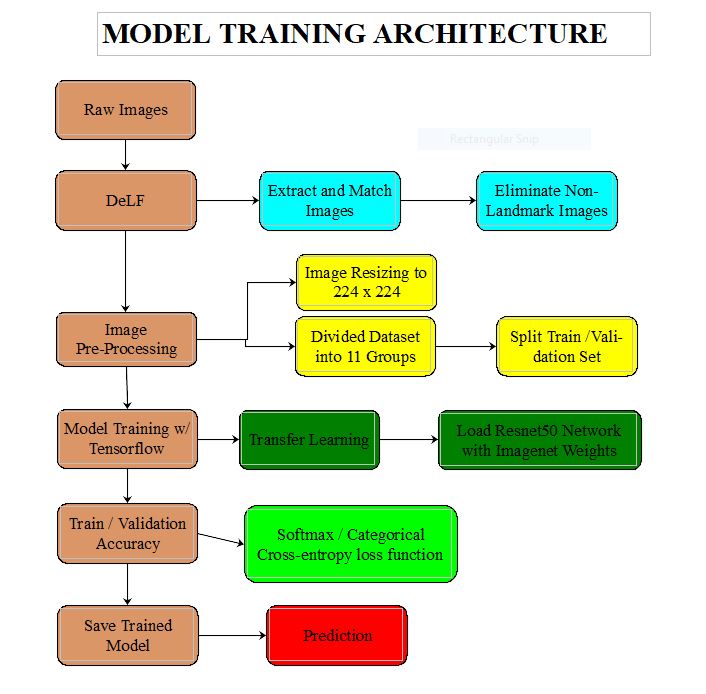 MODEL TRAINING ARCHITECTURE
Raw Images
Rectangular Snip
DeLF
Extract and Match
Images
Eliminate Non-
Landmark Images
Image Resizing to
224 x 224
Image
Pre-Processing
Divided Dataset
into 11 Groups
Split Train /Vali-
dation Set
Model Training w/
Tensorflow
Transfer Learning
Load Resnet50 Network
with Imagenet Weights
Train / Validation
Accuracy
Softmax / Categorical
Cross-entropy loss function
Save Trained
Model
Prediction